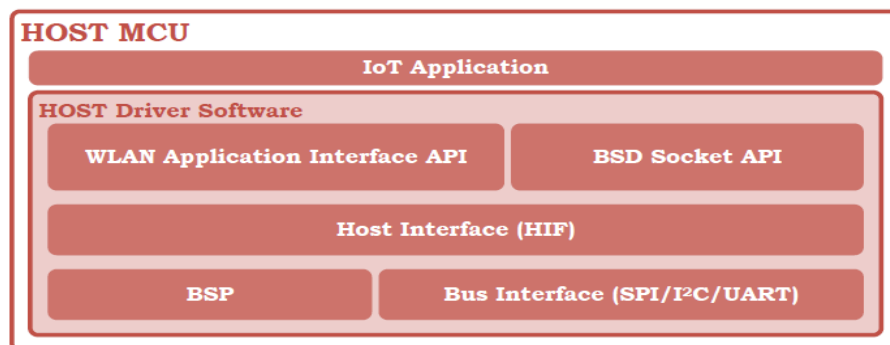 HOST MCU
IoT Application
HOST Driver Software
WLAN Application Interface API
BSD Socket API
Host Interface (HIF)
BSP
Bus Interface (SPI/I²C/UART)